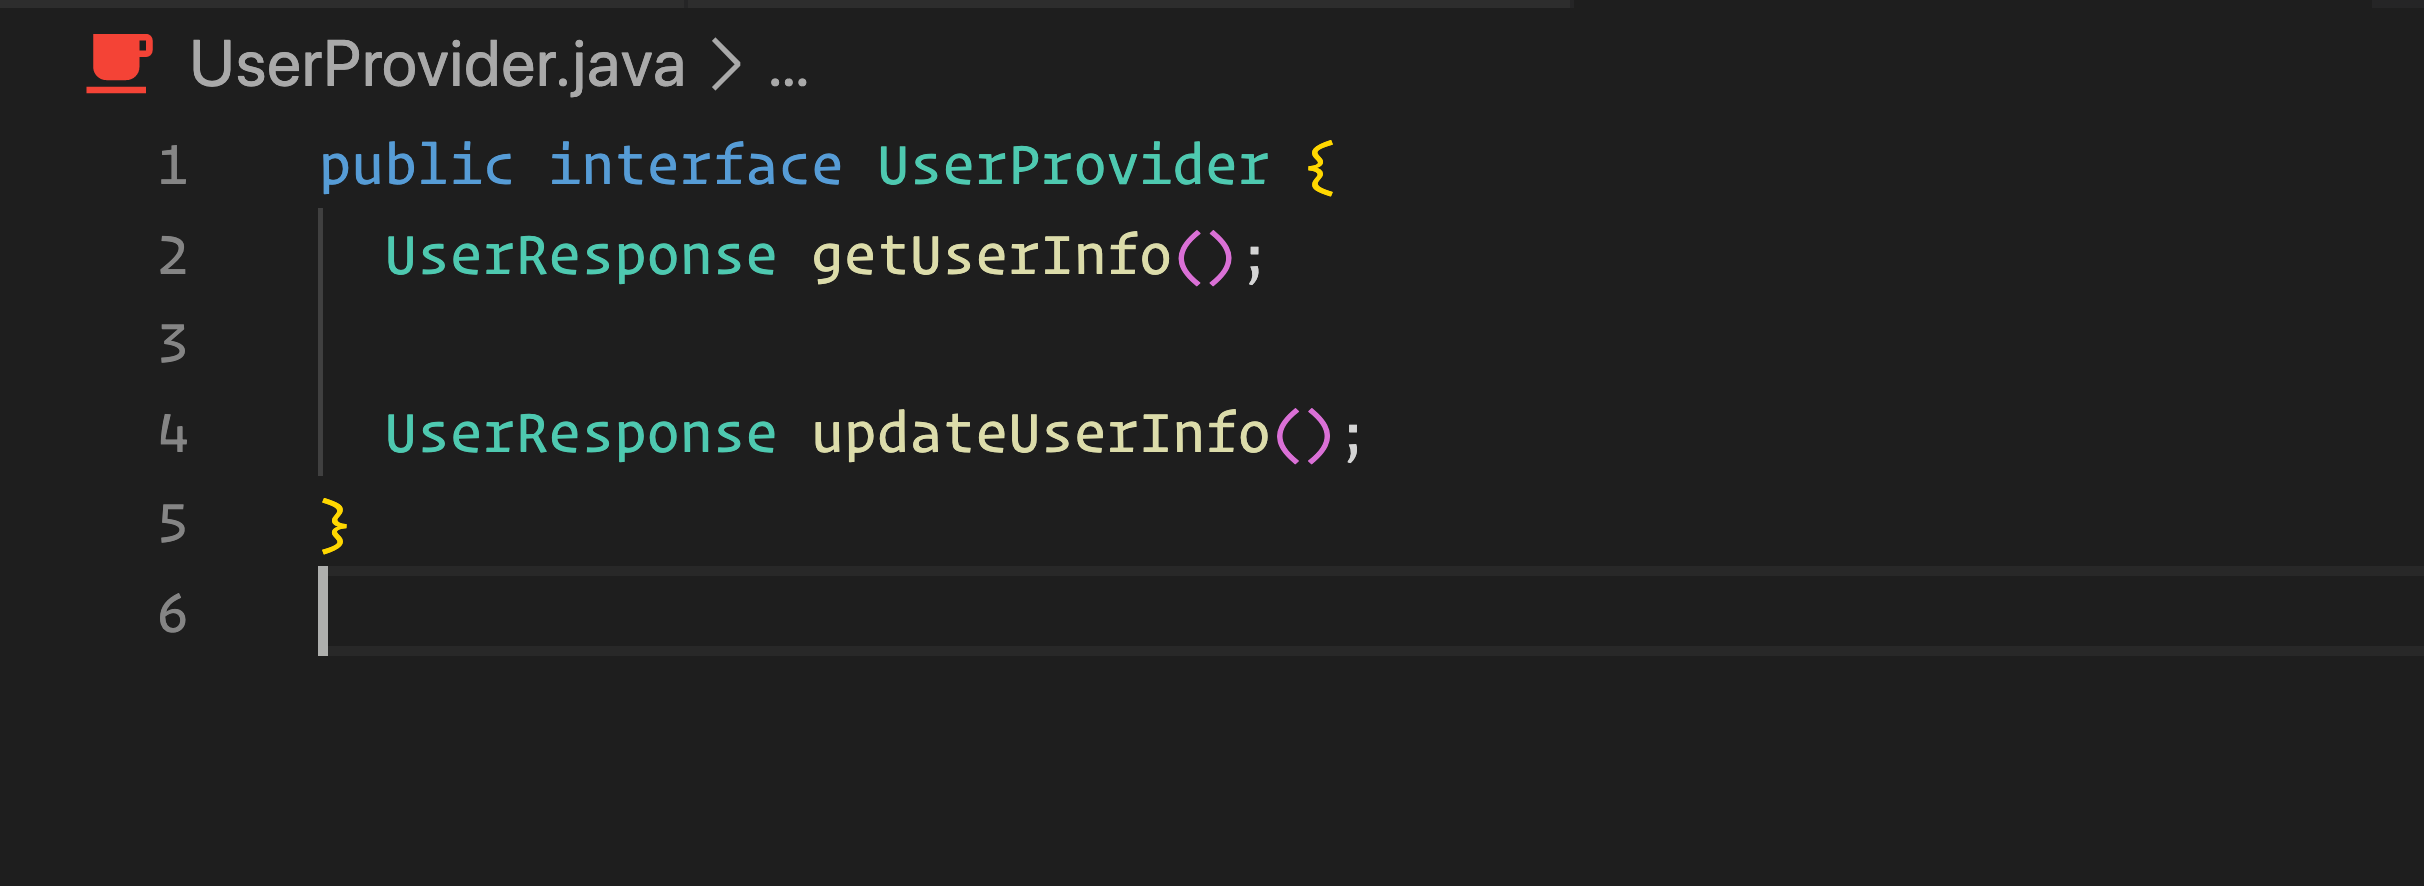 UserProvider.java > ...
1 public interface UserProvider {
2 UserResponse getUserInfo();
3
4 UserResponse updateUserInfo();
5 }
6